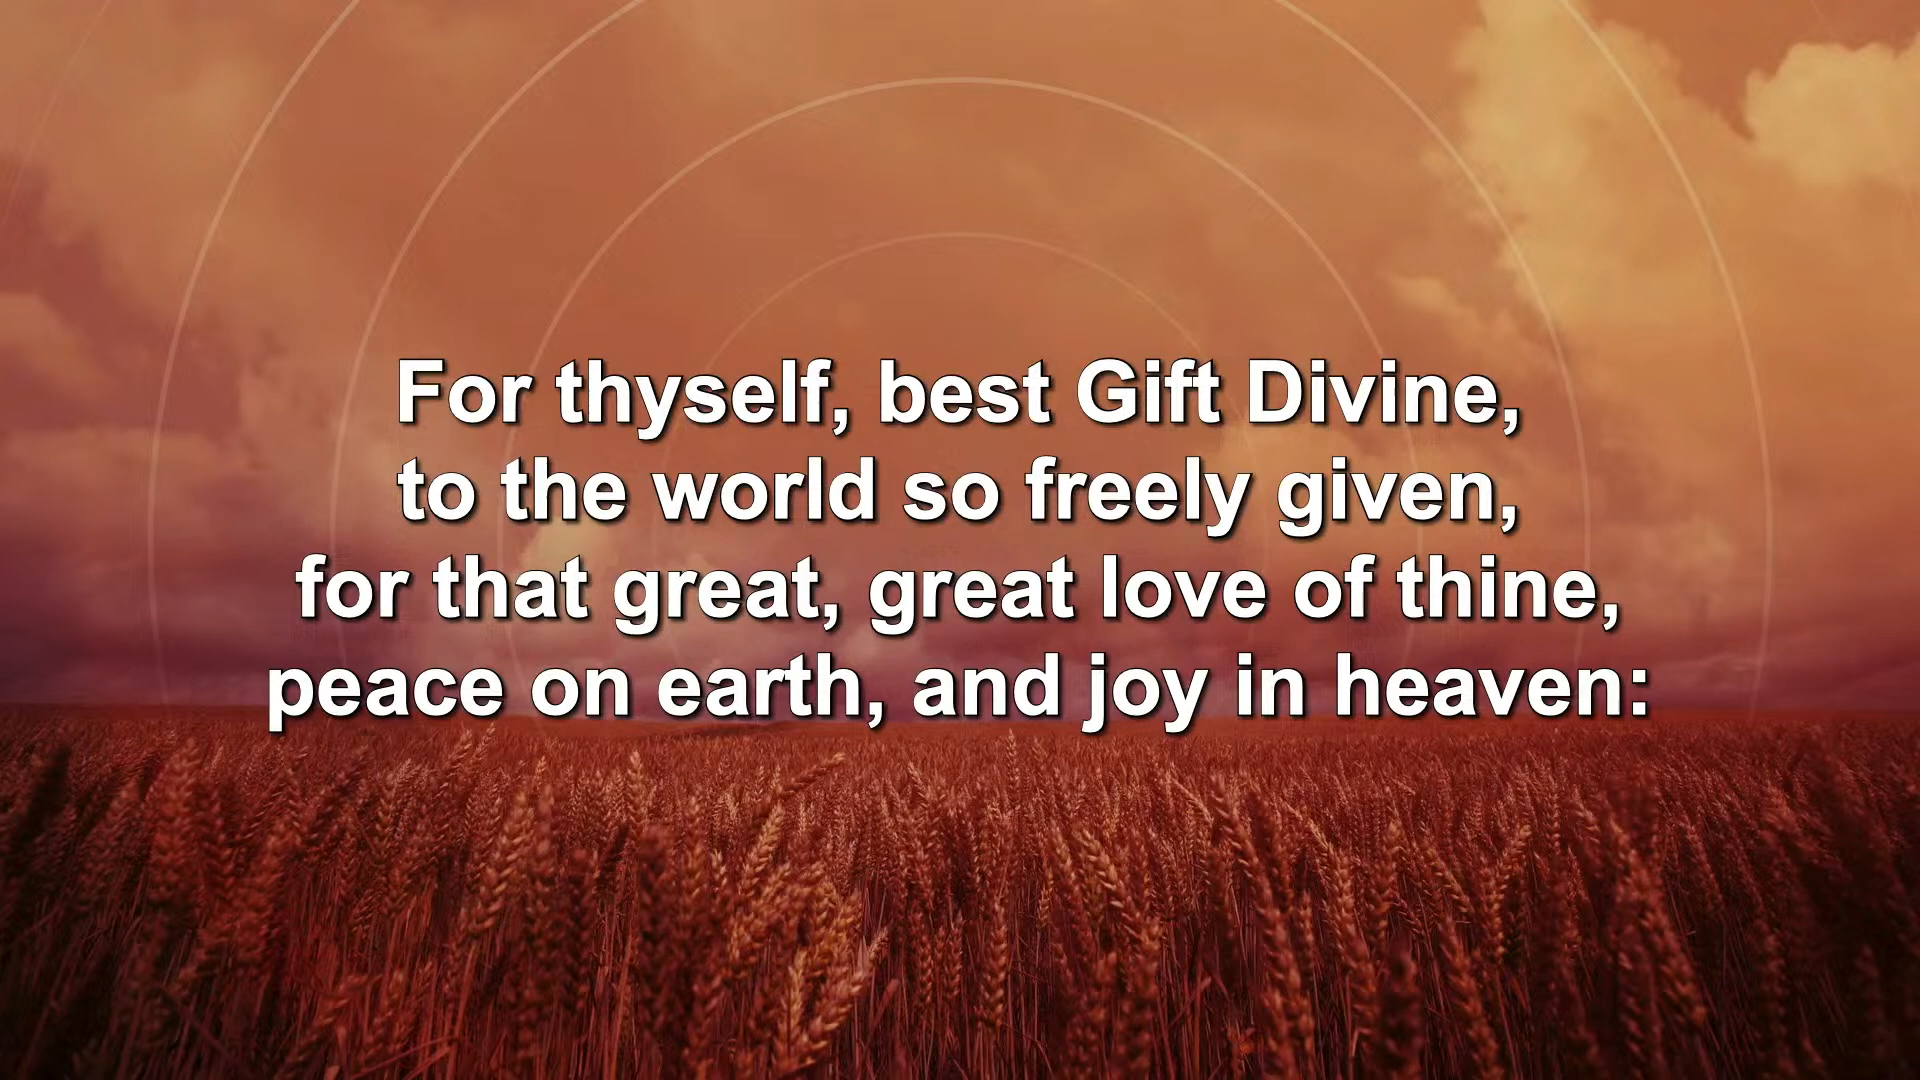 For thyself, best Gift Divine,
to the world so freely given,
for that great, great love of thine,
peace on earth, and joy in heaven: